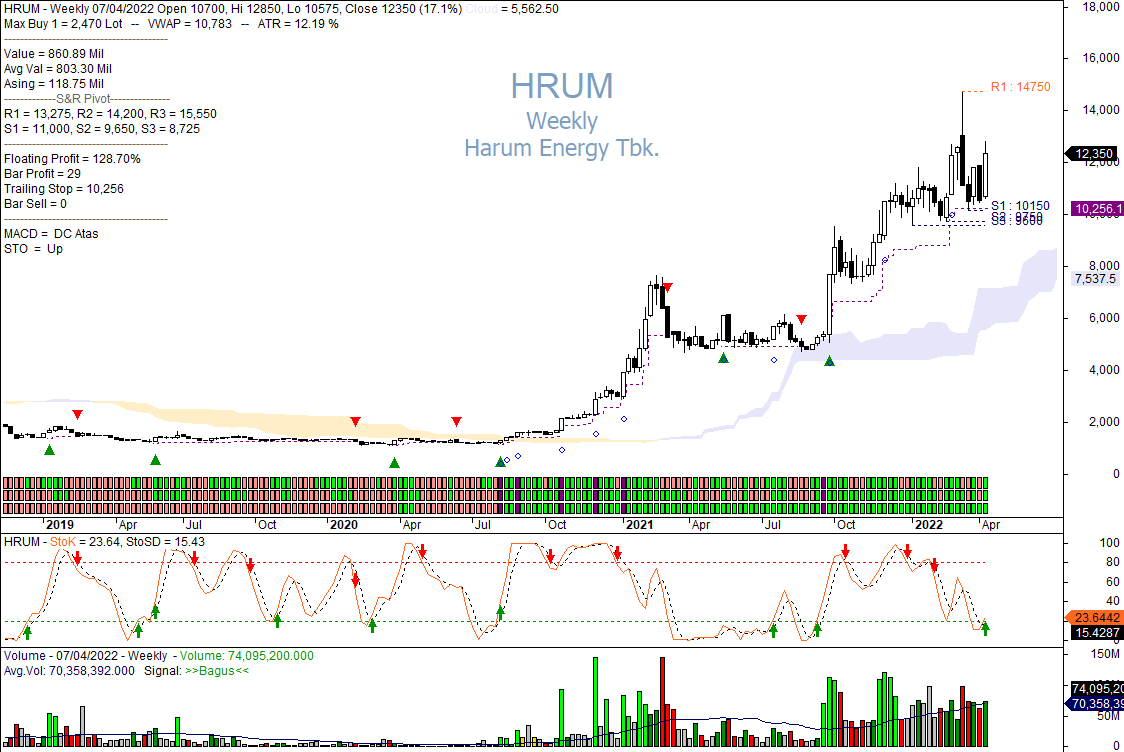 HRUM - Weekly 07/04/2022 Open 10700, Hi 12850, Lo 10575, Close 12350 (17.1%) Cloud = 5,562.50
Max Buy 1 = 2,470 Lot -- VWAP = 10,783 -- ATR = 12.19 %
Value = 860.89 Mil
Avg Val = 803.30 Mil
Asing = 118.75 Mil
S&R Pivot
R1 = 13,275, R2 = 14,200, R3 = 15,550
S1 = 11,000, S2 = 9,650, S3 = 8,725
Floating Profit = 128.70%
Bar Profit = 29
Trailing Stop = 10,256
Bar Sell = 0
MACD = DC Atas
STO = Up
HRUM
Weekly
Harum Energy Tbk.
R1 : 14750
S1 : 10150
S2 : 9750
S3 : 9600
18,000
16,000
14,000
12,350
12,000
10,256.1
8,000
7,537.5
6,000
4,000
2,000
0
2019 Apr Jul Oct 2020 Apr Jul Oct 2021 Apr Jul Oct 2022 Apr
HRUM - StoK = 23.64, StoSD = 15.43
100
80
60
40
23.6442
15.4287
Volume - 07/04/2022 - Weekly - Volume: 74,095,200.000
Avg.Vol: 70,358,392.000 Signal: >>Bagus<<
150M
74,095,20
70,358,39
50M
0